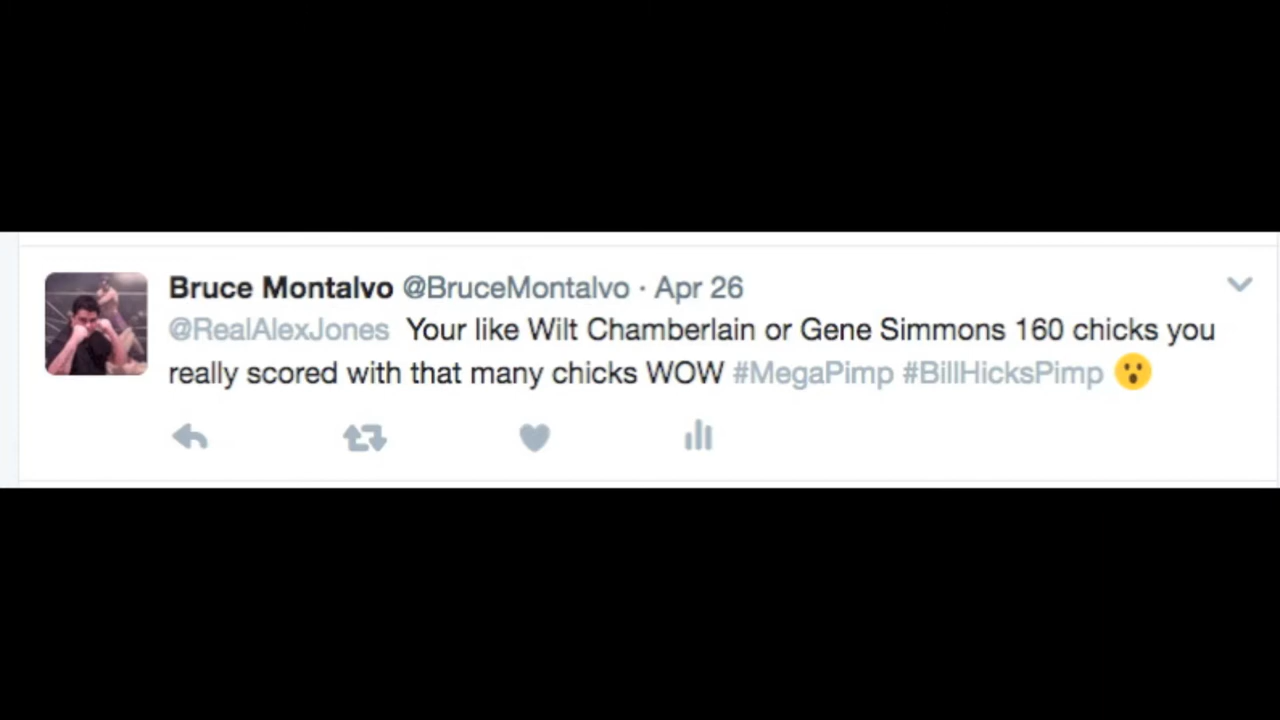 Bruce Montalvo @BruceMontalvo · Apr 26
@RealAlexJones Your like Wilt Chamberlain or Gene Simmons 160 chicks you
really scored with that many chicks WOW #MegaPimp #BillHicksPimp 😮